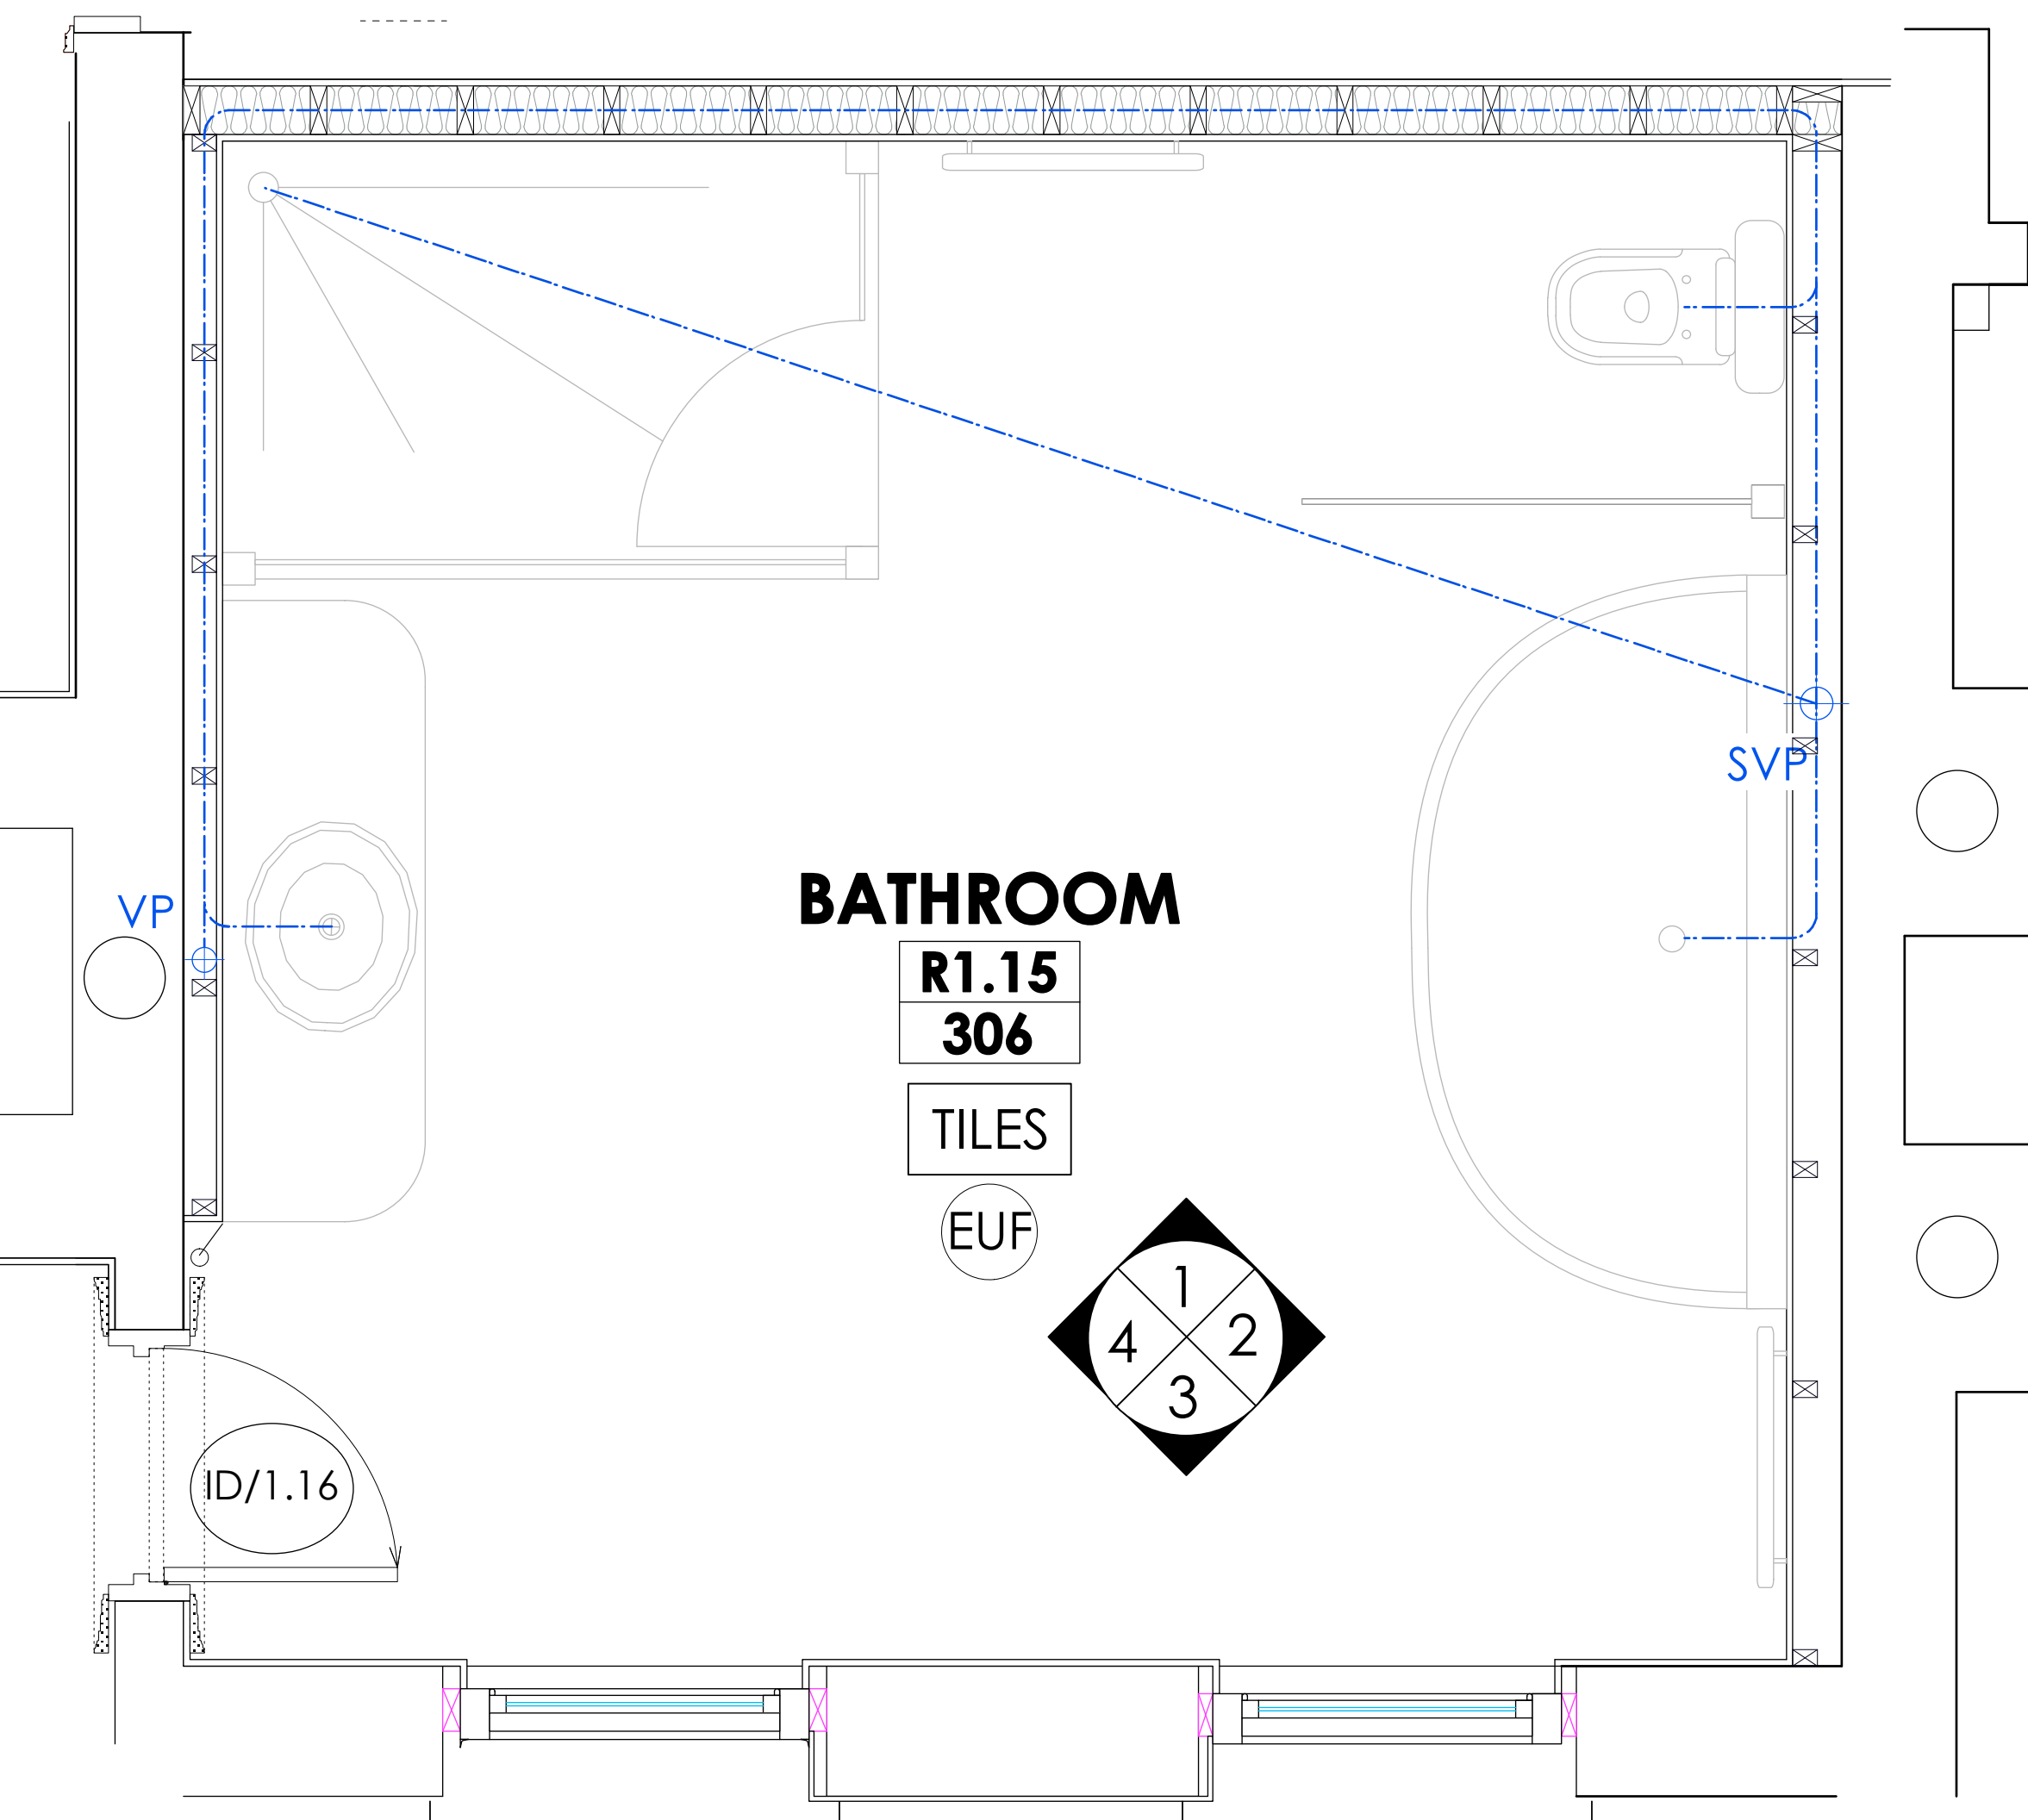 SVP
VP
BATHROOM
R1.15
306
TILES
EUF
1
4 2
3
ID/1.16